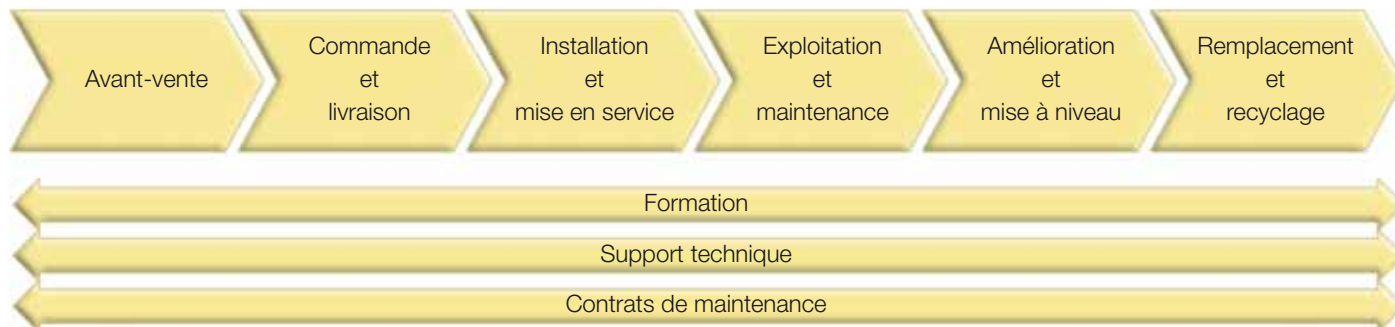 Avant-vente
Commande
et
livraison
Installation
et
mise en service
Exploitation
et
maintenance
Amélioration
et
mise à niveau
Remplacement
et
recyclage
Formation
Support technique
Contrats de maintenance